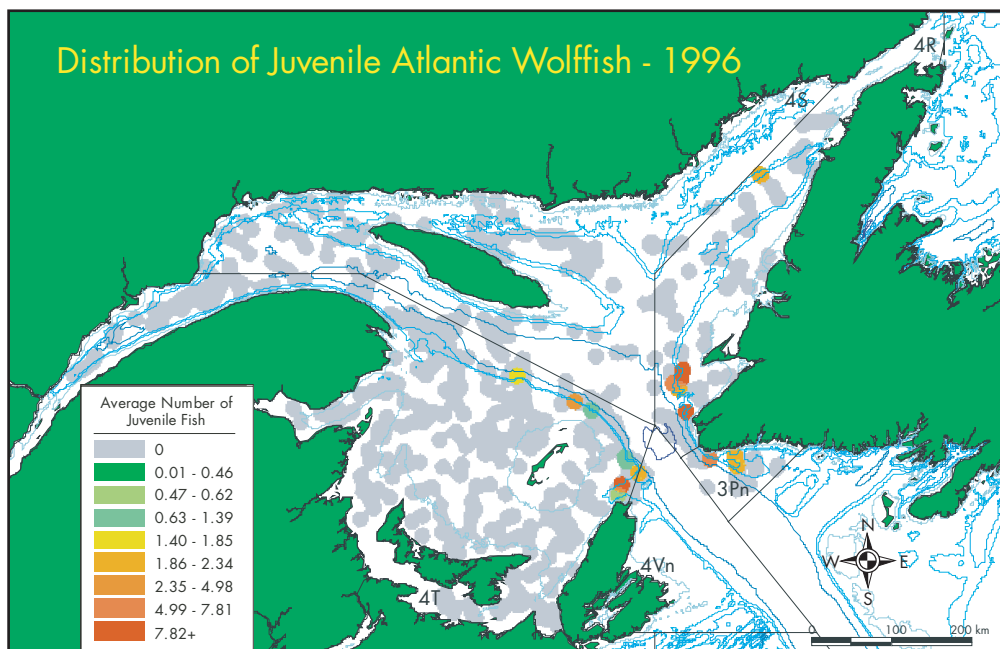 Distribution of Juvenile Atlantic Wolffish - 1996
4R
4S
3Pn
4Vn
4T
Average Number of
Juvenile Fish
0
0.01 - 0.46
0.47 - 0.62
0.63 - 1.39
1.40 - 1.85
1.86 - 2.34
2.35 - 4.98
4.99 - 7.81
7.82+
N
W E
S
0 100 200 km